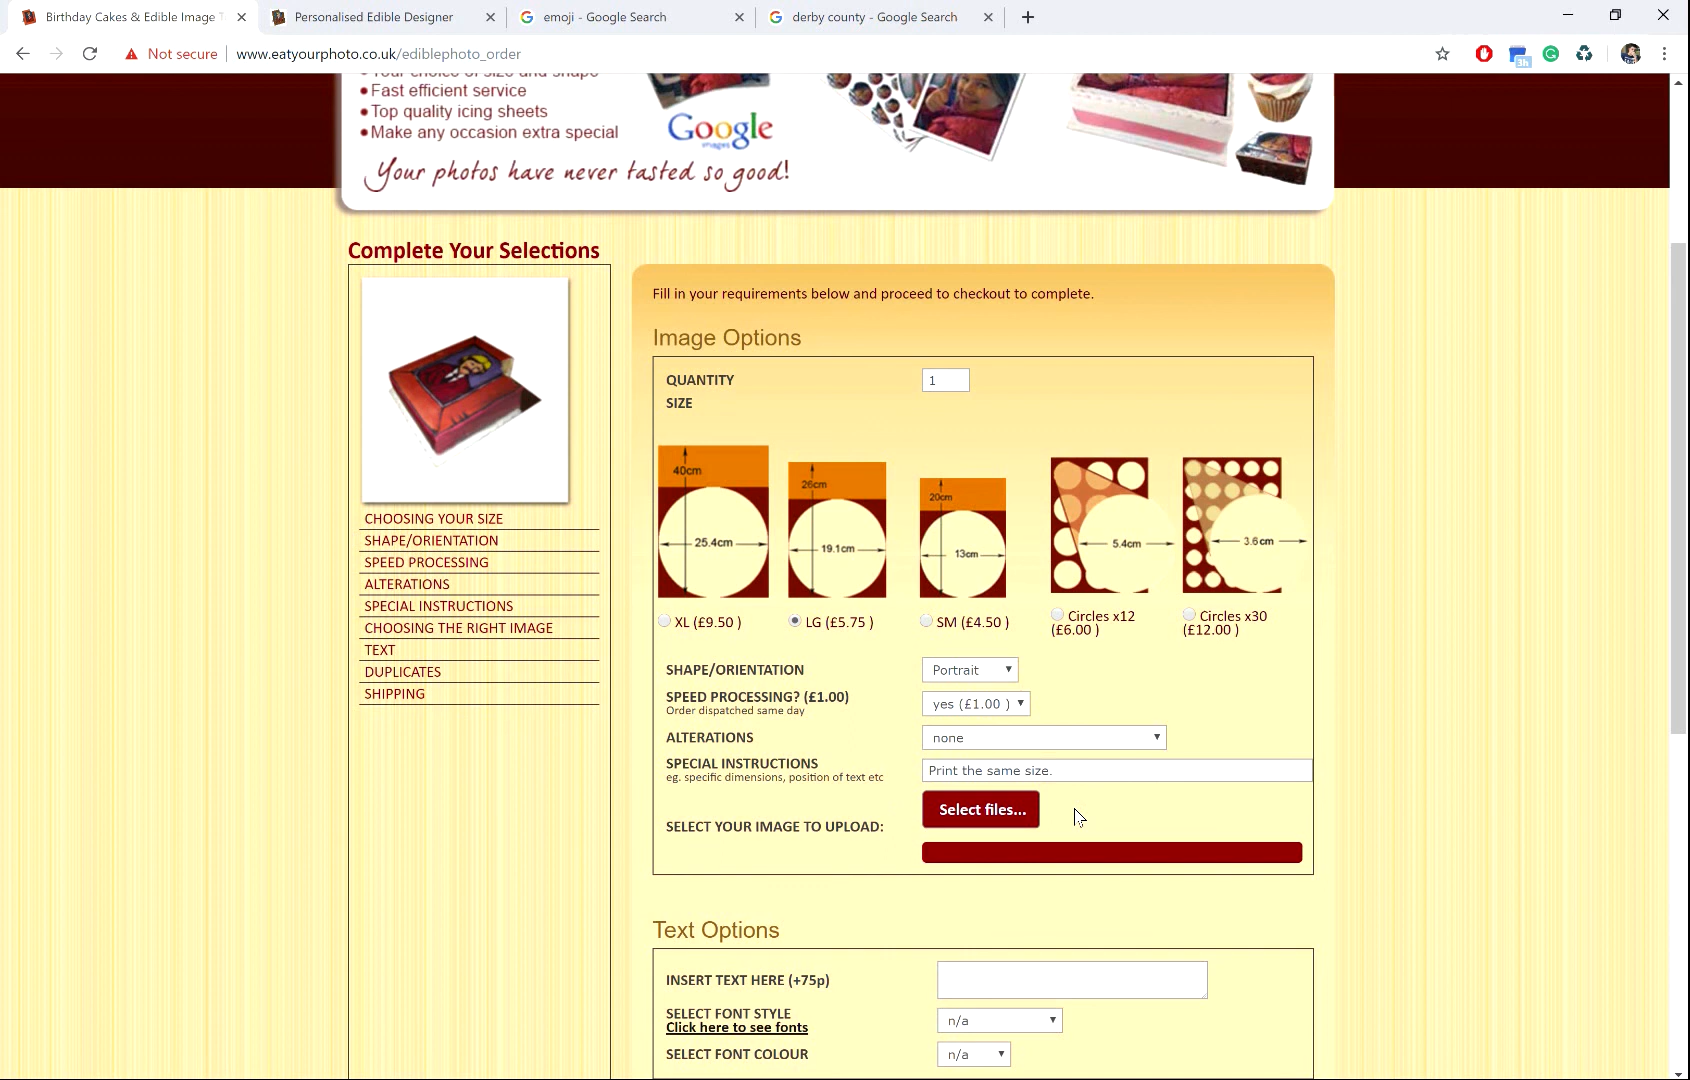 Birthday Cakes & Edible Image T
Personalised Edible Designer
emoji - Google Search
derby county - Google Search
Not secure
www.eatyourphoto.co.uk/ediblephoto_order
3h
Your choice of size and shape
Fast efficient service
Top quality icing sheets
Make any occasion extra special
Google
images
Your photos have never tasted so good!
Complete Your Selections
CHOOSING YOUR SIZE
SHAPE/ORIENTATION
SPEED PROCESSING
ALTERATIONS
SPECIAL INSTRUCTIONS
CHOOSING THE RIGHT IMAGE
TEXT
DUPLICATES
SHIPPING
Fill in your requirements below and proceed to checkout to complete.
Image Options
QUANTITY 1
SIZE
40cm 26cm 20cm
25.4cm 19.1cm 13cm 5.4cm 3.6cm
XL (£9.50 ) LG (£5.75 ) SM (£4.50 ) Circles x12 (£6.00 ) Circles x30 (£12.00 )
SHAPE/ORIENTATION Portrait
SPEED PROCESSING? (£1.00) yes (£1.00 )
Order dispatched same day
ALTERATIONS none
SPECIAL INSTRUCTIONS Print the same size.
eg. specific dimensions, position of text etc
Select files...
SELECT YOUR IMAGE TO UPLOAD:
Text Options
INSERT TEXT HERE (+75p)
SELECT FONT STYLE n/a
Click here to see fonts
SELECT FONT COLOUR n/a